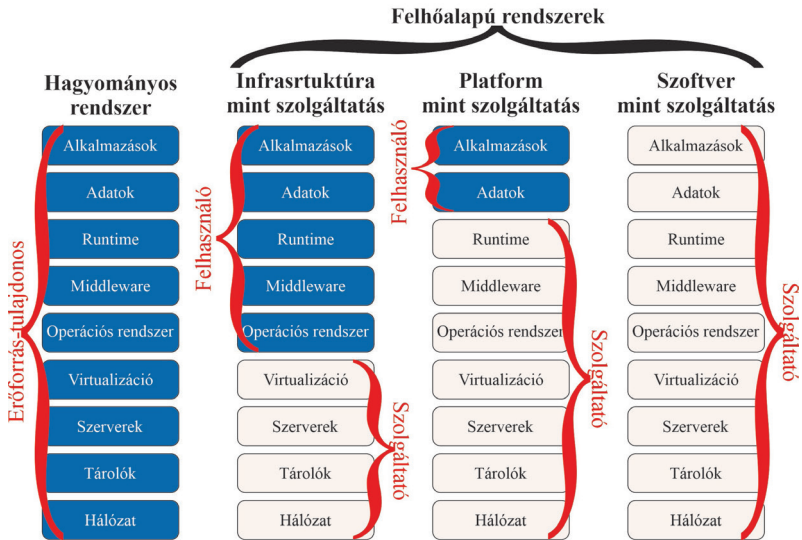 Felhőalapú rendszerek
Hagyományos
rendszer
Erőforrás-tulajdonos
Alkalmazások
Adatok
Runtime
Middleware
Operációs rendszer
Virtualizáció
Szerverek
Tárolók
Hálózat
Infrasrtuktúra
mint szolgáltatás
Felhasználó
Alkalmazások
Adatok
Runtime
Middleware
Operációs rendszer
Virtualizáció
Szerverek
Tárolók
Hálózat
Szolgáltató
Platform
mint szolgáltatás
Felhasználó
Alkalmazások
Adatok
Runtime
Middleware
Operációs rendszer
Virtualizáció
Szerverek
Tárolók
Hálózat
Szolgáltató
Szoftver
mint szolgáltatás
Alkalmazások
Adatok
Runtime
Middleware
Operációs rendszer
Virtualizáció
Szerverek
Tárolók
Hálózat
Szolgáltató